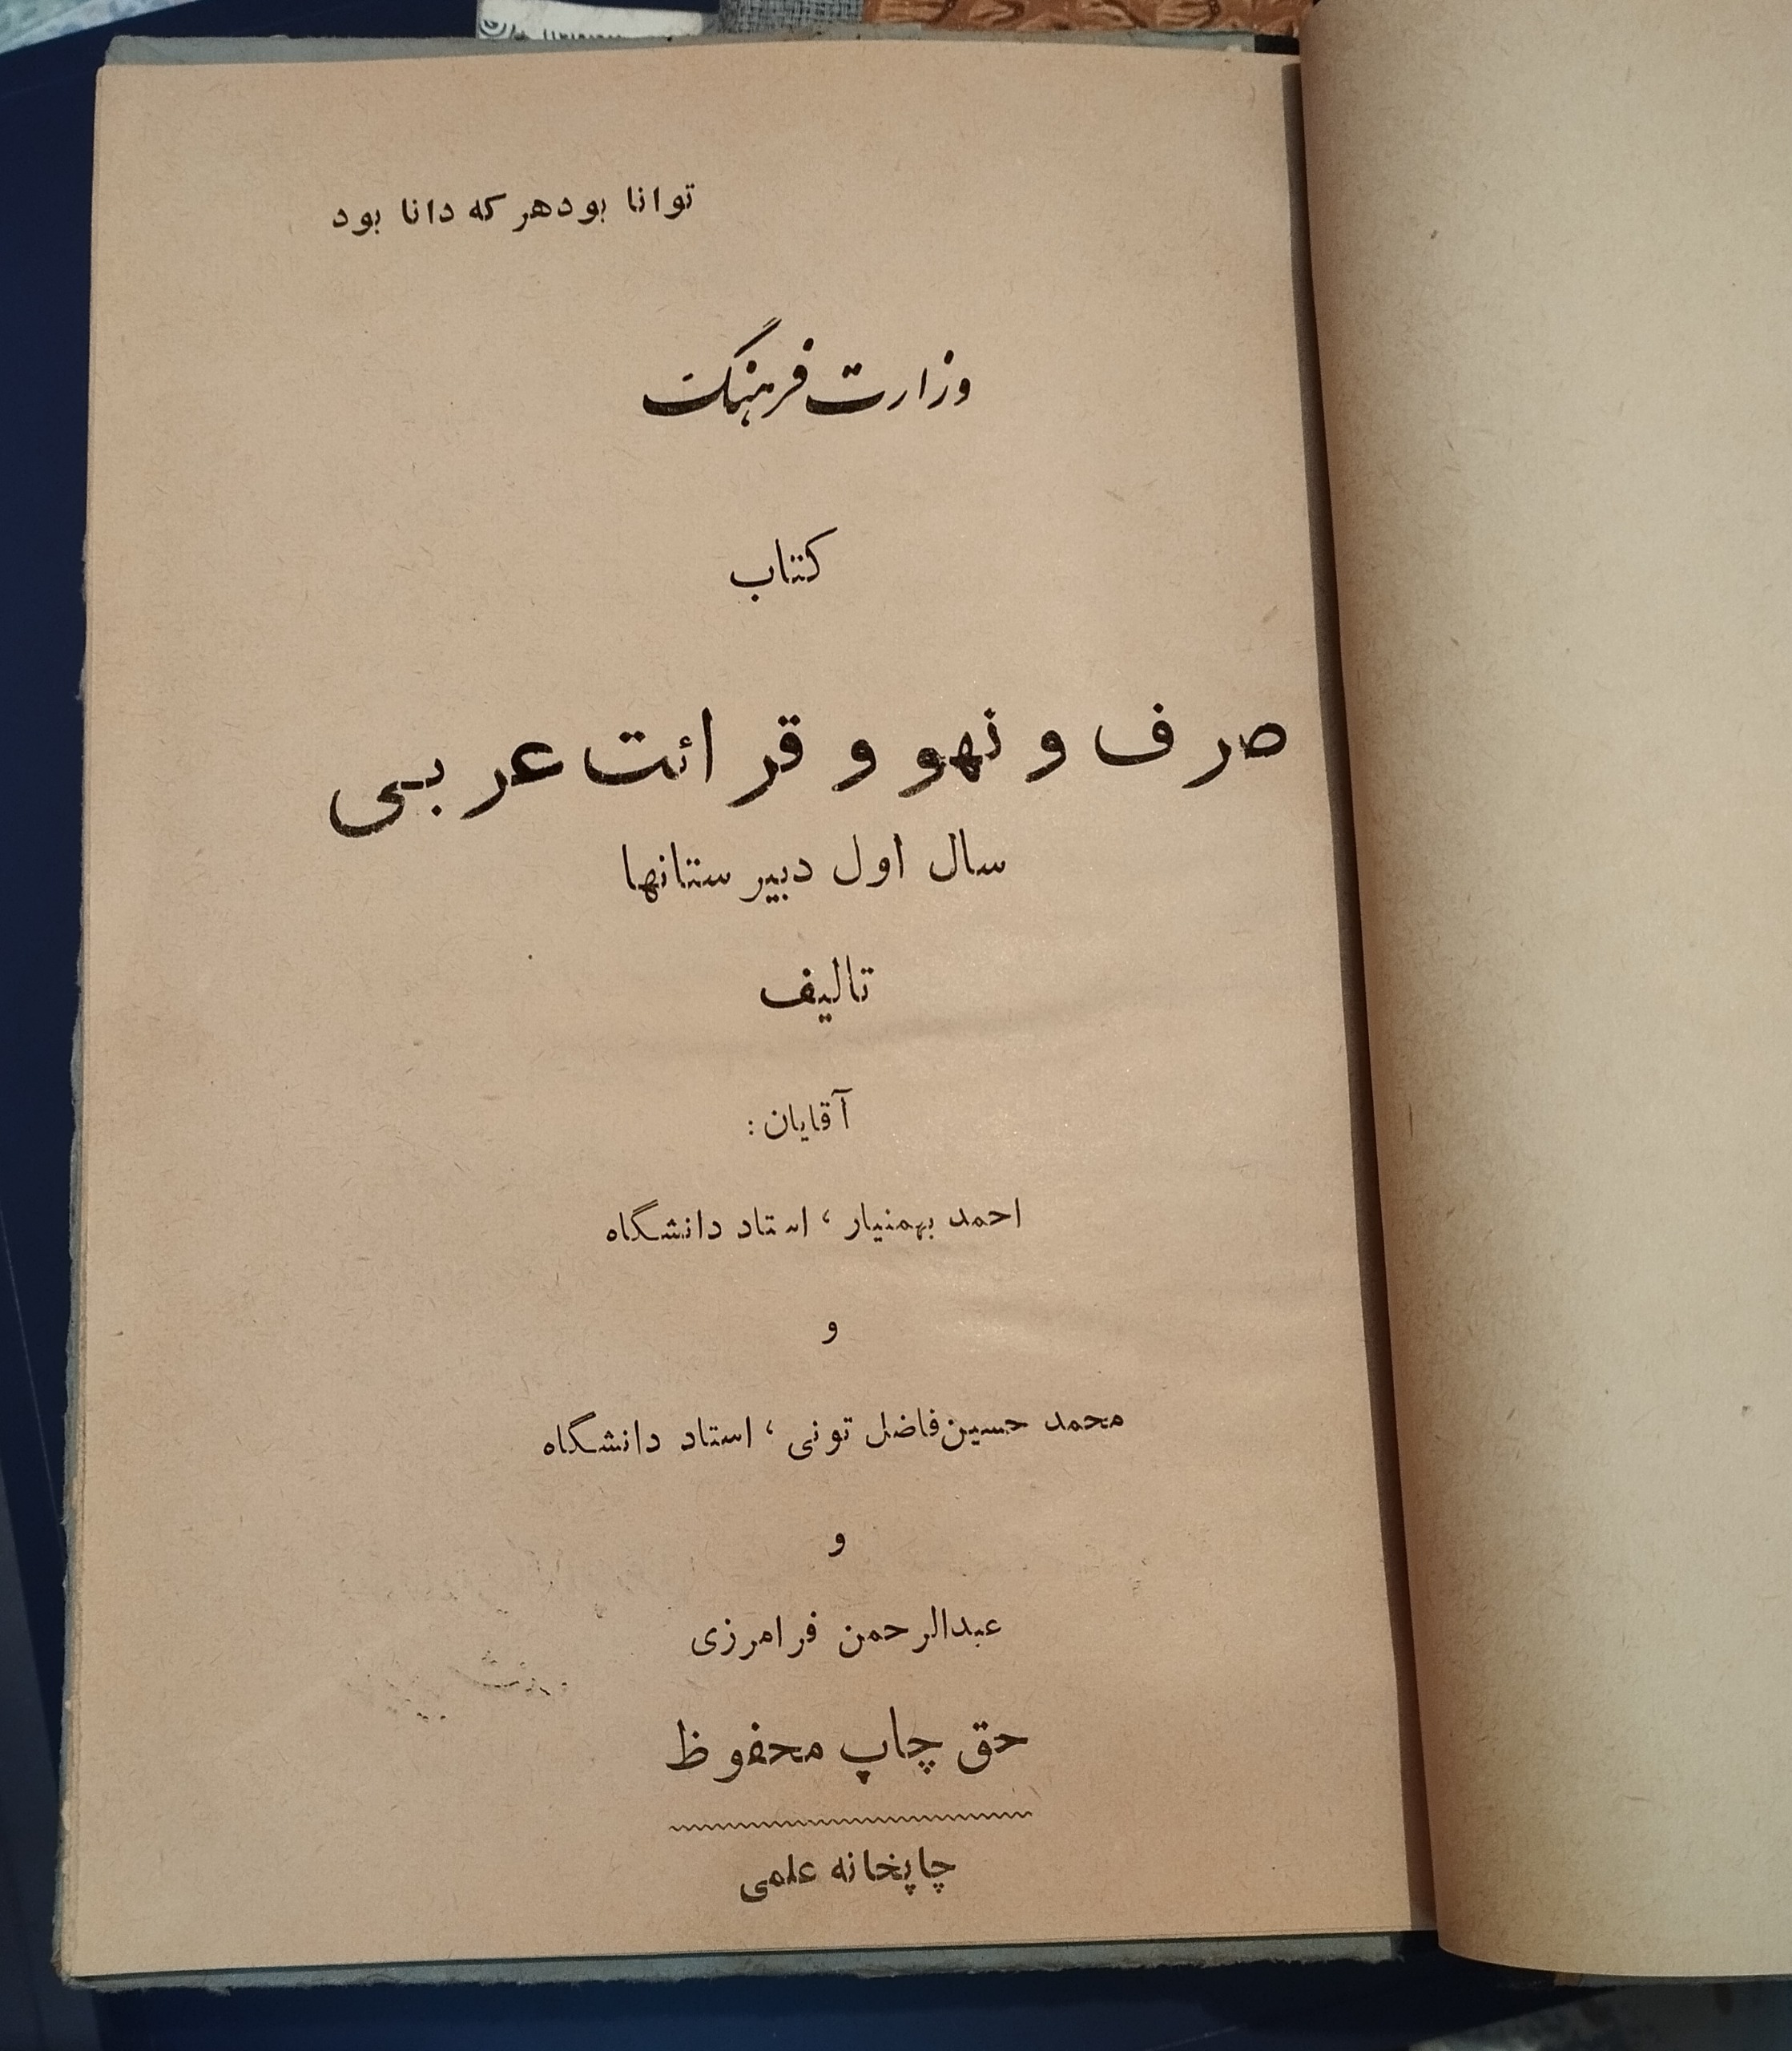 توانا بود هر که دانا بود
وزارت فرهنگ
کتاب
صرف و نهو و قرائت عربی
سال اول دبیرستانها
تالیف
آقایان :
احمد بهمنیار ، استاد دانشگاه
و
محمد حسین فاضل تونی ، استاد دانشگاه
و
عبدالرحمن فرامرزی
حق چاپ محفوظ
چاپخانه علمی